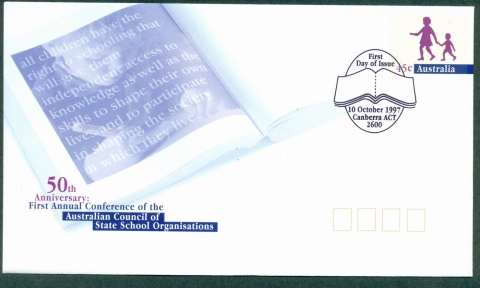 all children have the
right to schooling that
will give them access to
independent
knowledge as well as the
skills to shape their own
lives and to participate
in shaping the society
in which they live
50th
Anniversary:
First Annual Conference of the
Australian Council of
State School Organisations
First
Day of Issue
10 October 1997
Canberra ACT
2600
45c
Australia